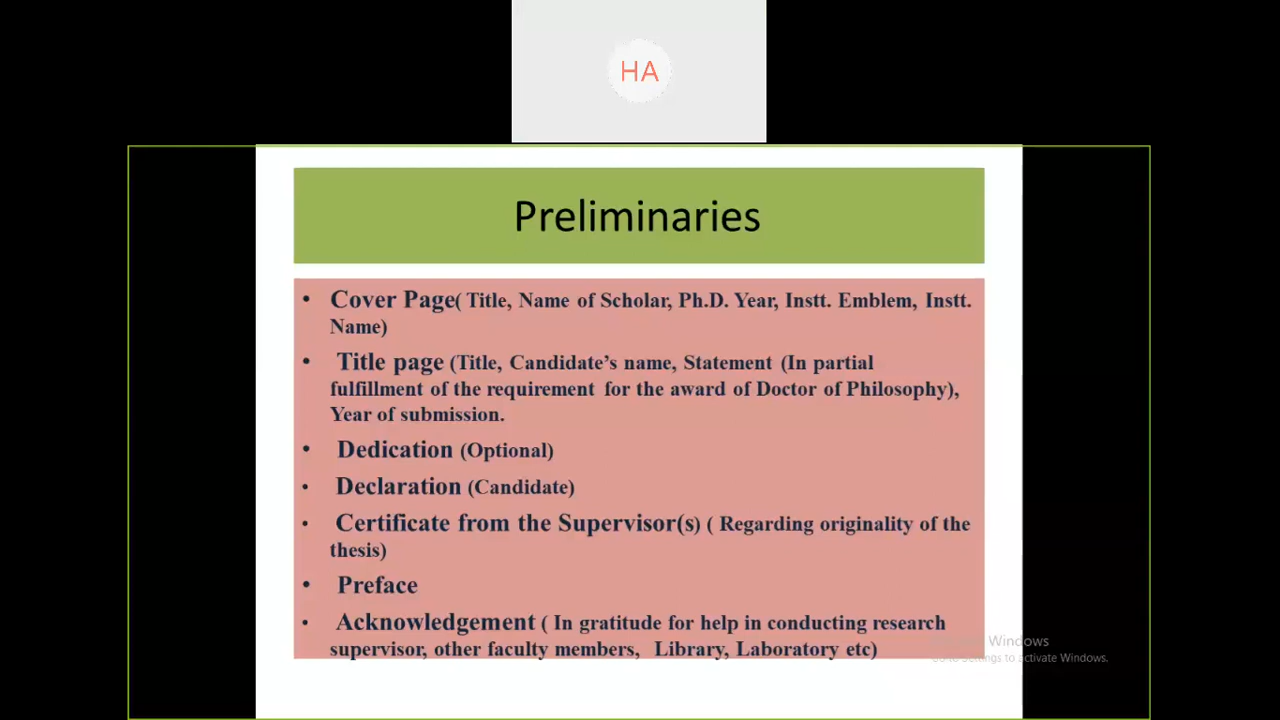 HA
Preliminaries
• Cover Page( Title, Name of Scholar, Ph.D. Year, Instt. Emblem, Instt.
Name)
• Title page (Title, Candidate’s name, Statement (In partial
fulfillment of the requirement for the award of Doctor of Philosophy),
Year of submission.
• Dedication (Optional)
• Declaration (Candidate)
• Certificate from the Supervisor(s) ( Regarding originality of the
thesis)
• Preface
• Acknowledgement ( In gratitude for help in conducting research
supervisor, other faculty members, Library, Laboratory etc)
Windows
to Settings to activate Windows.